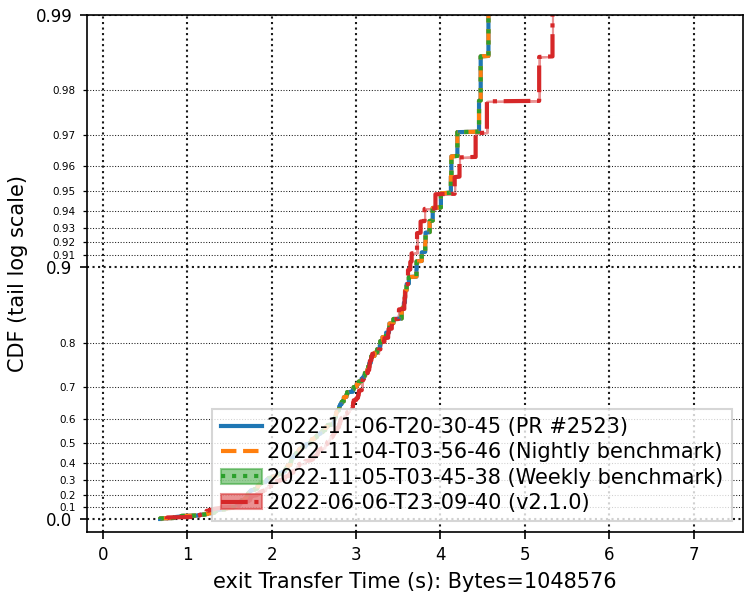 0.99
0.98
0.97
0.96
0.95
0.94
0.93
0.92
0.91
0.9
0.8
0.7
0.6
0.5
0.4
0.3
0.2
0.1
0.0
CDF (tail log scale)
2022-11-06-T20-30-45 (PR #2523)
2022-11-04-T03-56-46 (Nightly benchmark)
2022-11-05-T03-45-38 (Weekly benchmark)
2022-06-06-T23-09-40 (v2.1.0)
0 1 2 3 4 5 6 7
exit Transfer Time (s): Bytes=1048576